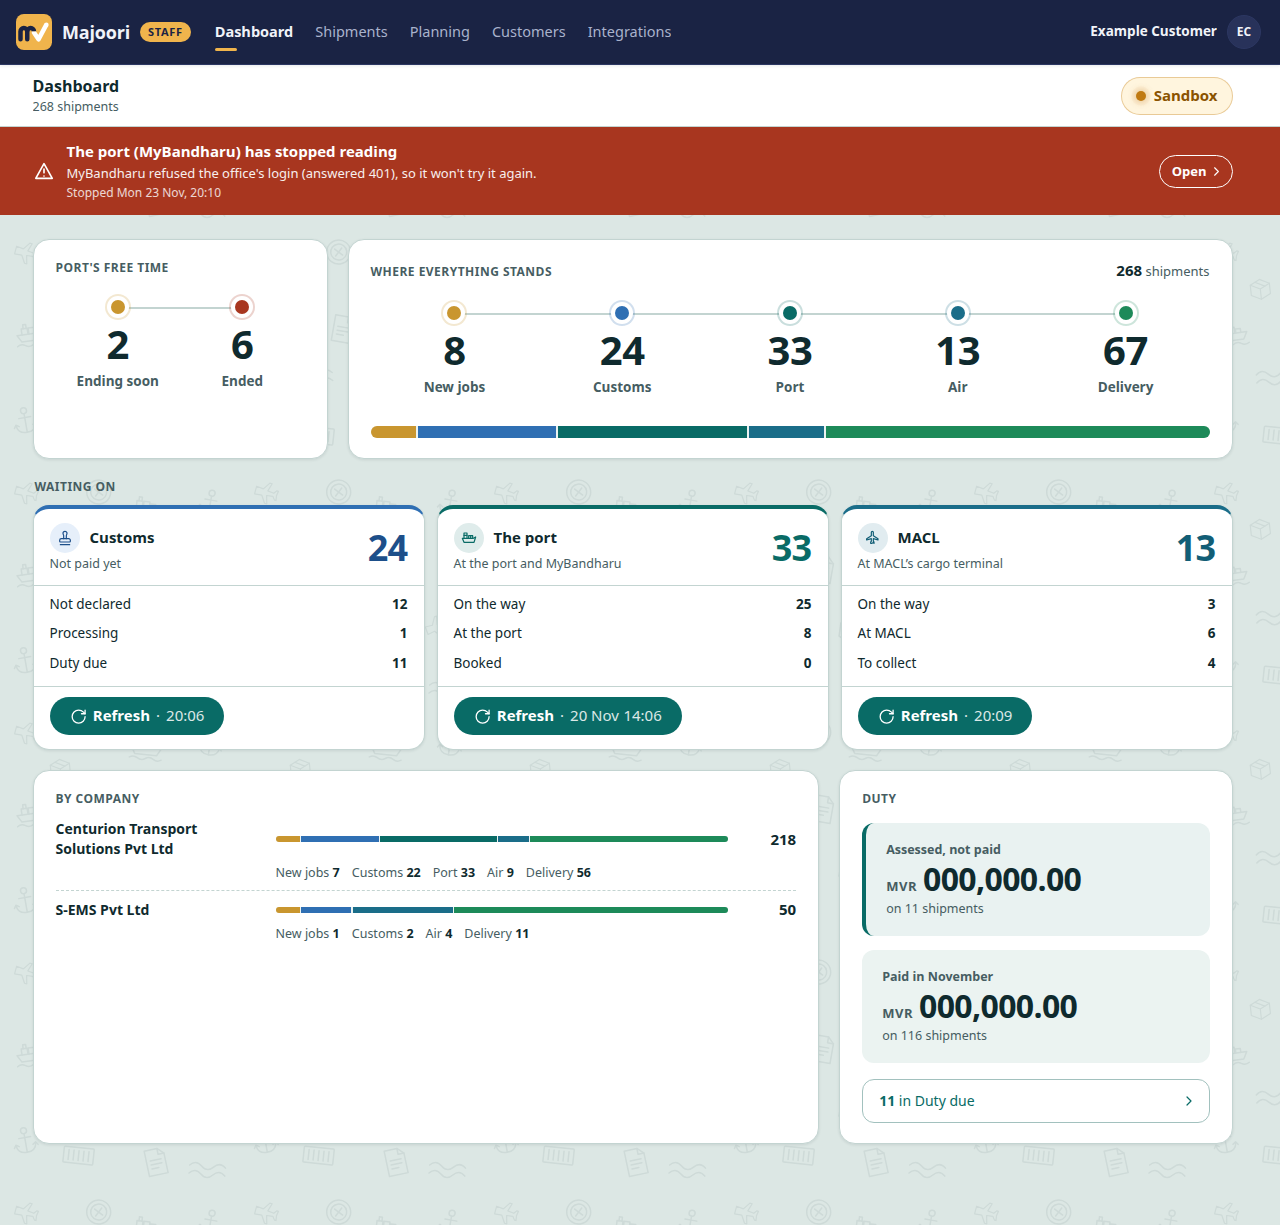 Majoori STAFF Dashboard Shipments Planning Customers Integrations Example Customer EC
Dashboard
268 shipments
Sandbox
The port (MyBandharu) has stopped reading
MyBandharu refused the office's login (answered 401), so it won't try it again.
Stopped Mon 23 Nov, 20:10
Open
PORT'S FREE TIME
2 6
Ending soon Ended
WHERE EVERYTHING STANDS 268 shipments
8 24 33 13 67
New jobs Customs Port Air Delivery
WAITING ON
Customs 24
Not paid yet
Not declared 12
Processing 1
Duty due 11
Refresh · 20:06
The port 33
At the port and MyBandharu
On the way 25
At the port 8
Booked 0
Refresh · 20 Nov 14:06
MACL 13
At MACL's cargo terminal
On the way 3
At MACL 6
To collect 4
Refresh · 20:09
BY COMPANY
Centurion Transport
Solutions Pvt Ltd 218
New jobs 7 Customs 22 Port 33 Air 9 Delivery 56
S-EMS Pvt Ltd 50
New jobs 1 Customs 2 Air 4 Delivery 11
DUTY
Assessed, not paid
MVR 000,000.00
on 11 shipments
Paid in November
MVR 000,000.00
on 116 shipments
11 in Duty due